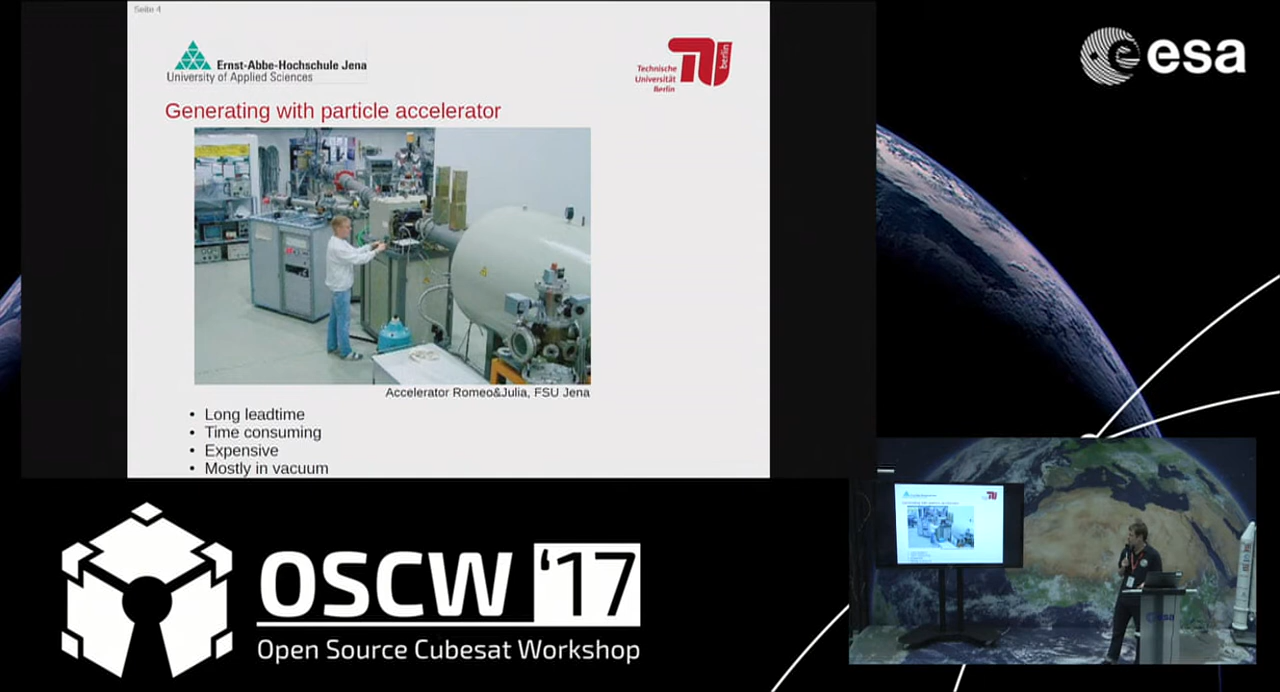 Seite 4
Ernst-Abbe-Hochschule Jena
University of Applied Sciences
Technische
Universität
Berlin
berlin
Generating with particle accelerator
Accelerator Romeo&Julia, FSU Jena
• Long leadtime
• Time consuming
• Expensive
• Mostly in vacuum
esa
OSCW '17
Open Source Cubesat Workshop
esa